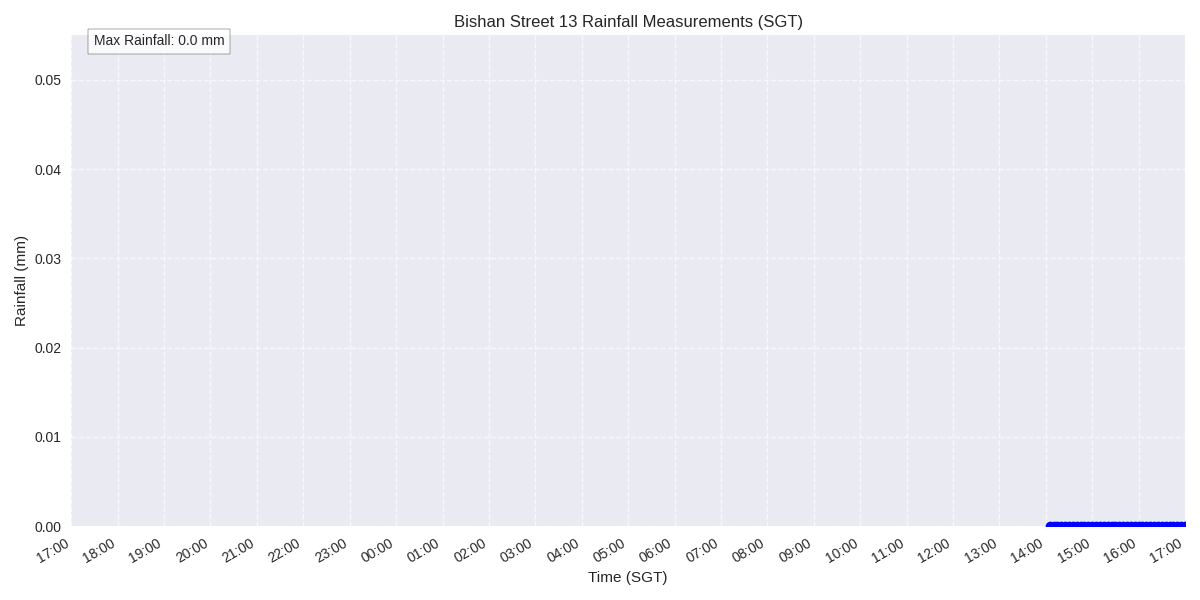 Bishan Street 13 Rainfall Measurements (SGT)
Max Rainfall: 0.0 mm
0.05
0.04
0.03
0.02
0.01
0.00
Rainfall (mm)
17:00 18:00 19:00 20:00 21:00 22:00 23:00 00:00 01:00 02:00 03:00 04:00 05:00 06:00 07:00 08:00 09:00 10:00 11:00 12:00 13:00 14:00 15:00 16:00 17:00
Time (SGT)